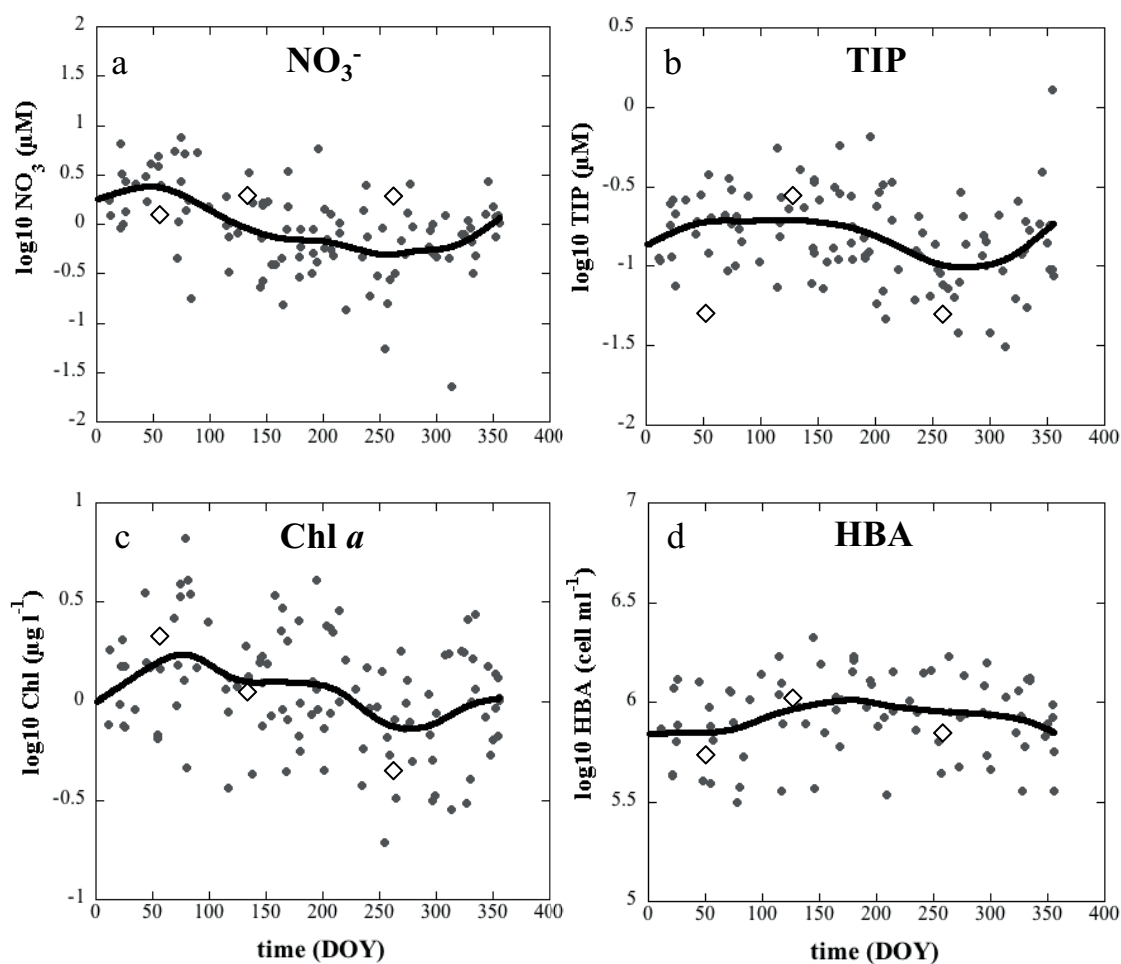 a NO₃⁻
log10 NO₃ (μM)
2
1.5
1
0.5
0
-0.5
-1
-1.5
-2
0 50 100 150 200 250 300 350 400
b TIP
log10 TIP (μM)
0.5
0
-0.5
-1
-1.5
-2
0 50 100 150 200 250 300 350 400
c Chl a
log10 Chl (μg l⁻¹)
1
0.5
0
-0.5
-1
0 50 100 150 200 250 300 350 400
time (DOY)
d HBA
log10 HBA (cell ml⁻¹)
7
6.5
6
5.5
5
0 50 100 150 200 250 300 350 400
time (DOY)